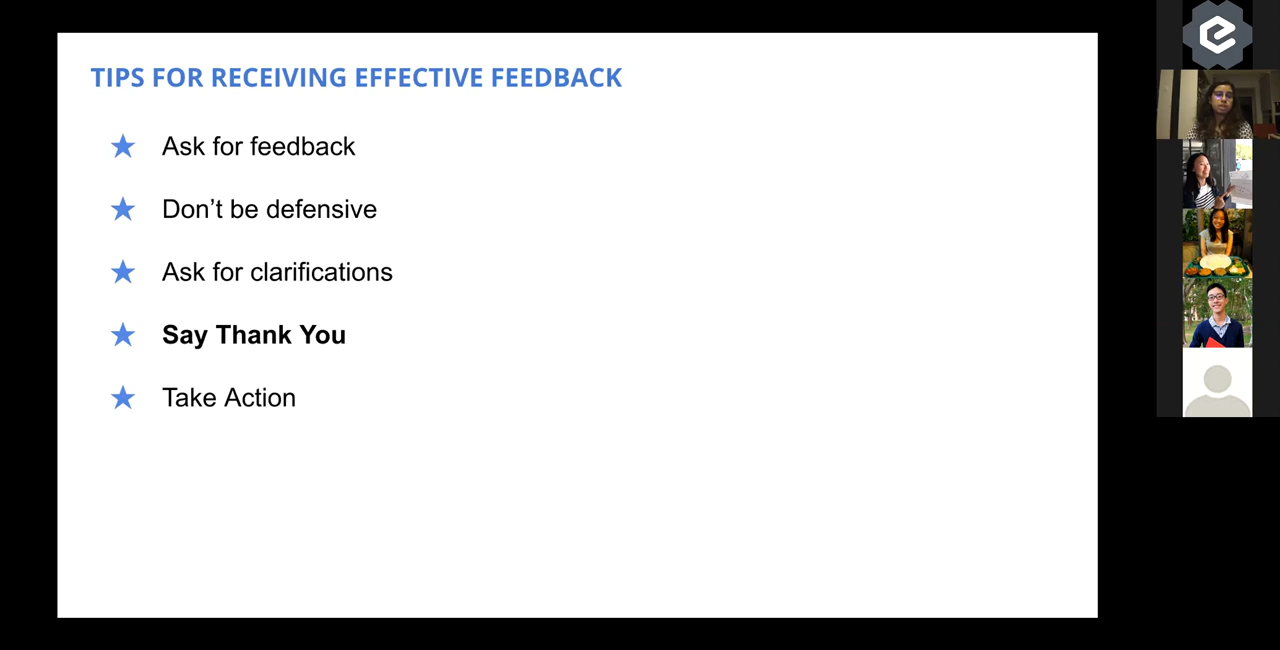 TIPS FOR RECEIVING EFFECTIVE FEEDBACK
Ask for feedback
Don’t be defensive
Ask for clarifications
Say Thank You
Take Action